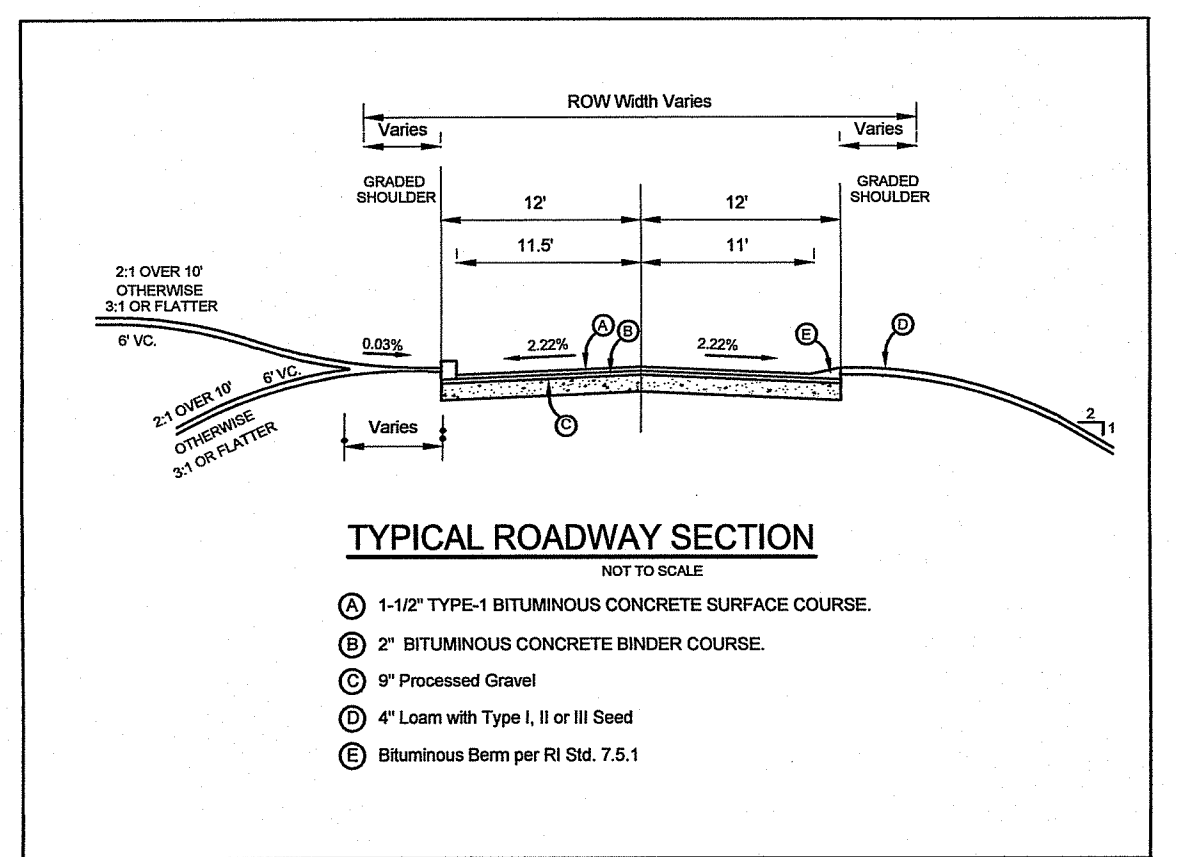 ROW Width Varies
Varies
Varies
GRADED
SHOULDER
GRADED
SHOULDER
12'
12'
11.5'
11'
2:1 OVER 10'
OTHERWISE
3:1 OR FLATTER
6' VC.
0.03%
2.22%
A
B
2.22%
E
D
2:1 OVER 10'
6' VC.
OTHERWISE
3:1 OR FLATTER
Varies
C
2
1
TYPICAL ROADWAY SECTION
NOT TO SCALE
A 1-1/2" TYPE-1 BITUMINOUS CONCRETE SURFACE COURSE.
B 2" BITUMINOUS CONCRETE BINDER COURSE.
C 9" Processed Gravel
D 4" Loam with Type I, II or III Seed
E Bituminous Berm per RI Std. 7.5.1